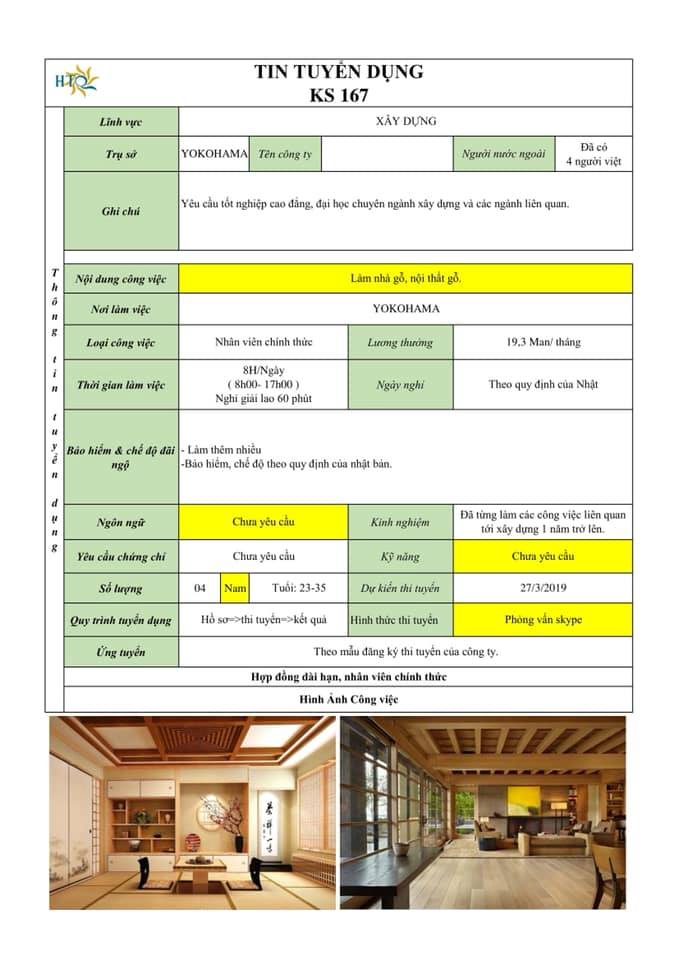 HTQ
TIN TUYỂN DỤNG
KS 167
Thông tin tuyển dụng
Lĩnh vực
XÂY DỰNG
Trụ sở
YOKOHAMA
Tên công ty
Người nước ngoài
Đã có
4 người việt
Ghi chú
Yêu cầu tốt nghiệp cao đẳng, đại học chuyên ngành xây dựng và các ngành liên quan.
Nội dung công việc
Làm nhà gỗ, nội thất gỗ.
Nơi làm việc
YOKOHAMA
Loại công việc
Nhân viên chính thức
Lương thưởng
19,3 Man/ tháng
Thời gian làm việc
8H/Ngày
( 8h00- 17h00 )
Nghỉ giải lao 60 phút
Ngày nghỉ
Theo quy định của Nhật
Bảo hiểm & chế độ đãi
ngộ
- Làm thêm nhiều
-Bảo hiểm, chế độ theo quy định của nhật bản.
Ngôn ngữ
Chưa yêu cầu
Kinh nghiệm
Đã từng làm các công việc liên quan
tới xây dựng 1 năm trở lên.
Yêu cầu chứng chỉ
Chưa yêu cầu
Kỹ năng
Chưa yêu cầu
Số lượng
04
Nam
Tuổi: 23-35
Dự kiến thi tuyển
27/3/2019
Quy trình tuyển dụng
Hồ sơ=>thi tuyển=>kết quả
Hình thức thi tuyển
Phỏng vấn skype
Ứng tuyển
Theo mẫu đăng ký thi tuyển của công ty.
Hợp đồng dài hạn, nhân viên chính thức
Hình Ảnh Công việc